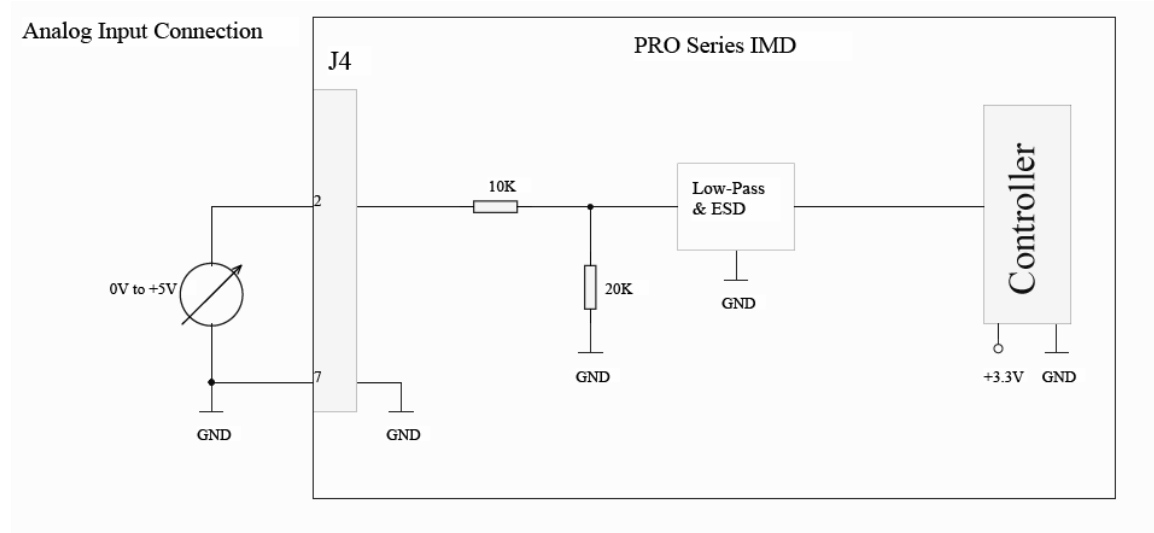 Analog Input Connection
PRO Series IMD
J4
Controller
10K
Low-Pass
& ESD
2
0V to +5V
20K
GND
7
GND
+3.3V
GND
GND
GND